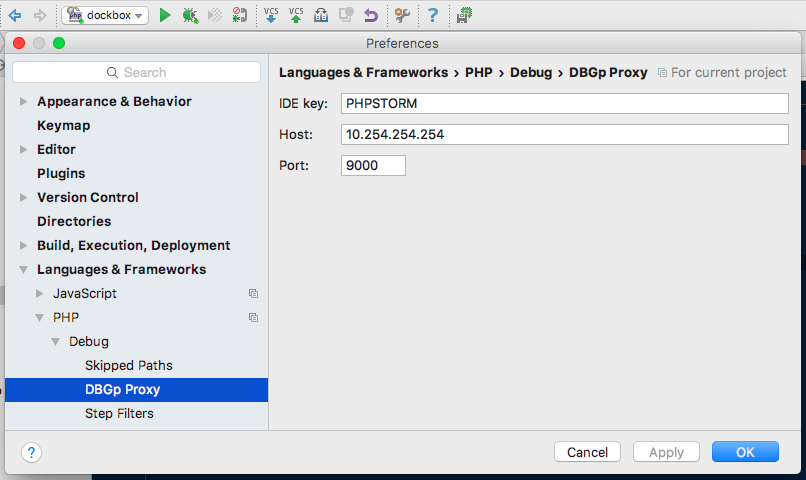 dockbox
VCS VCS
Preferences
Search
Languages & Frameworks › PHP › Debug › DBGp Proxy For current project
IDE key: PHPSTORM
Host: 10.254.254.254
Port: 9000
Appearance & Behavior
Keymap
Editor
Plugins
Version Control
Directories
Build, Execution, Deployment
Languages & Frameworks
JavaScript
PHP
Debug
Skipped Paths
DBGp Proxy
Step Filters
?
Cancel Apply OK